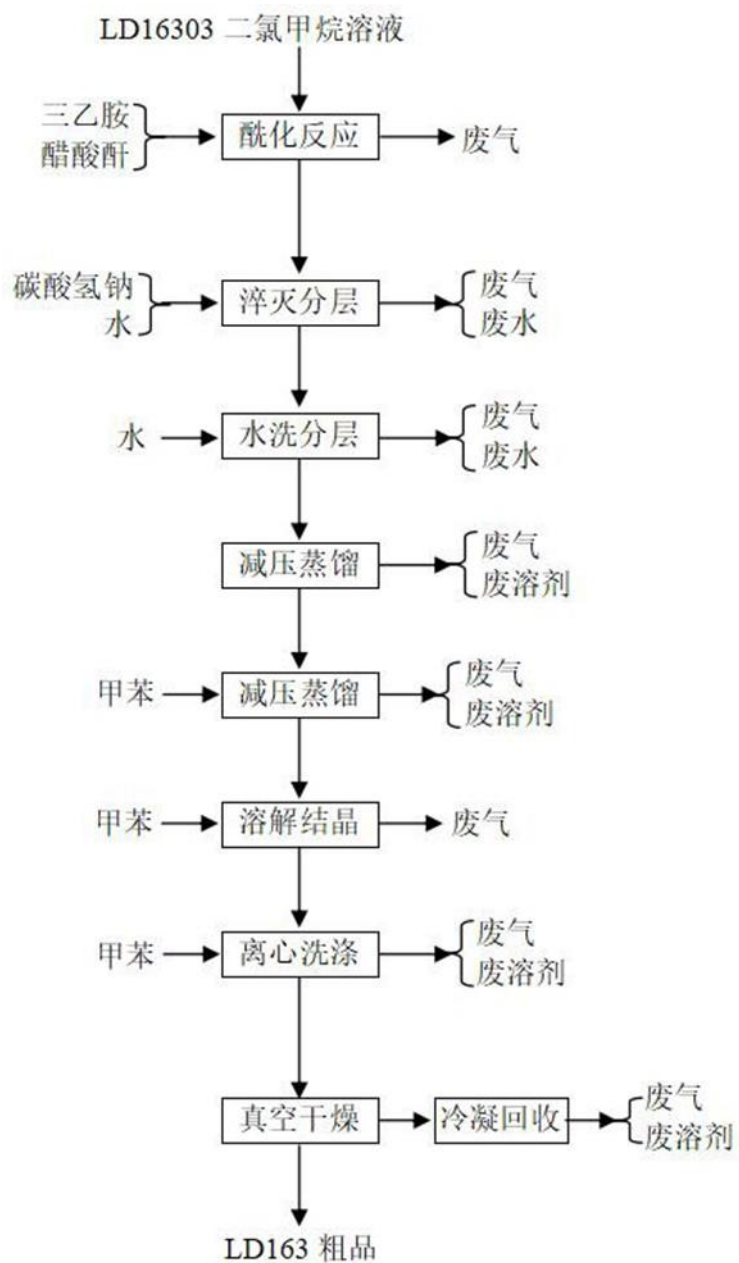 LD16303 二氯甲烷溶液
三乙胺
醋酸酐
酰化反应
废气
碳酸氢钠
水
淬灭分层
废气
废水
水
水洗分层
废气
废水
减压蒸馏
废气
废溶剂
甲苯
减压蒸馏
废气
废溶剂
甲苯
溶解结晶
废气
甲苯
离心洗涤
废气
废溶剂
真空干燥
冷凝回收
废气
废溶剂
LD163 粗品